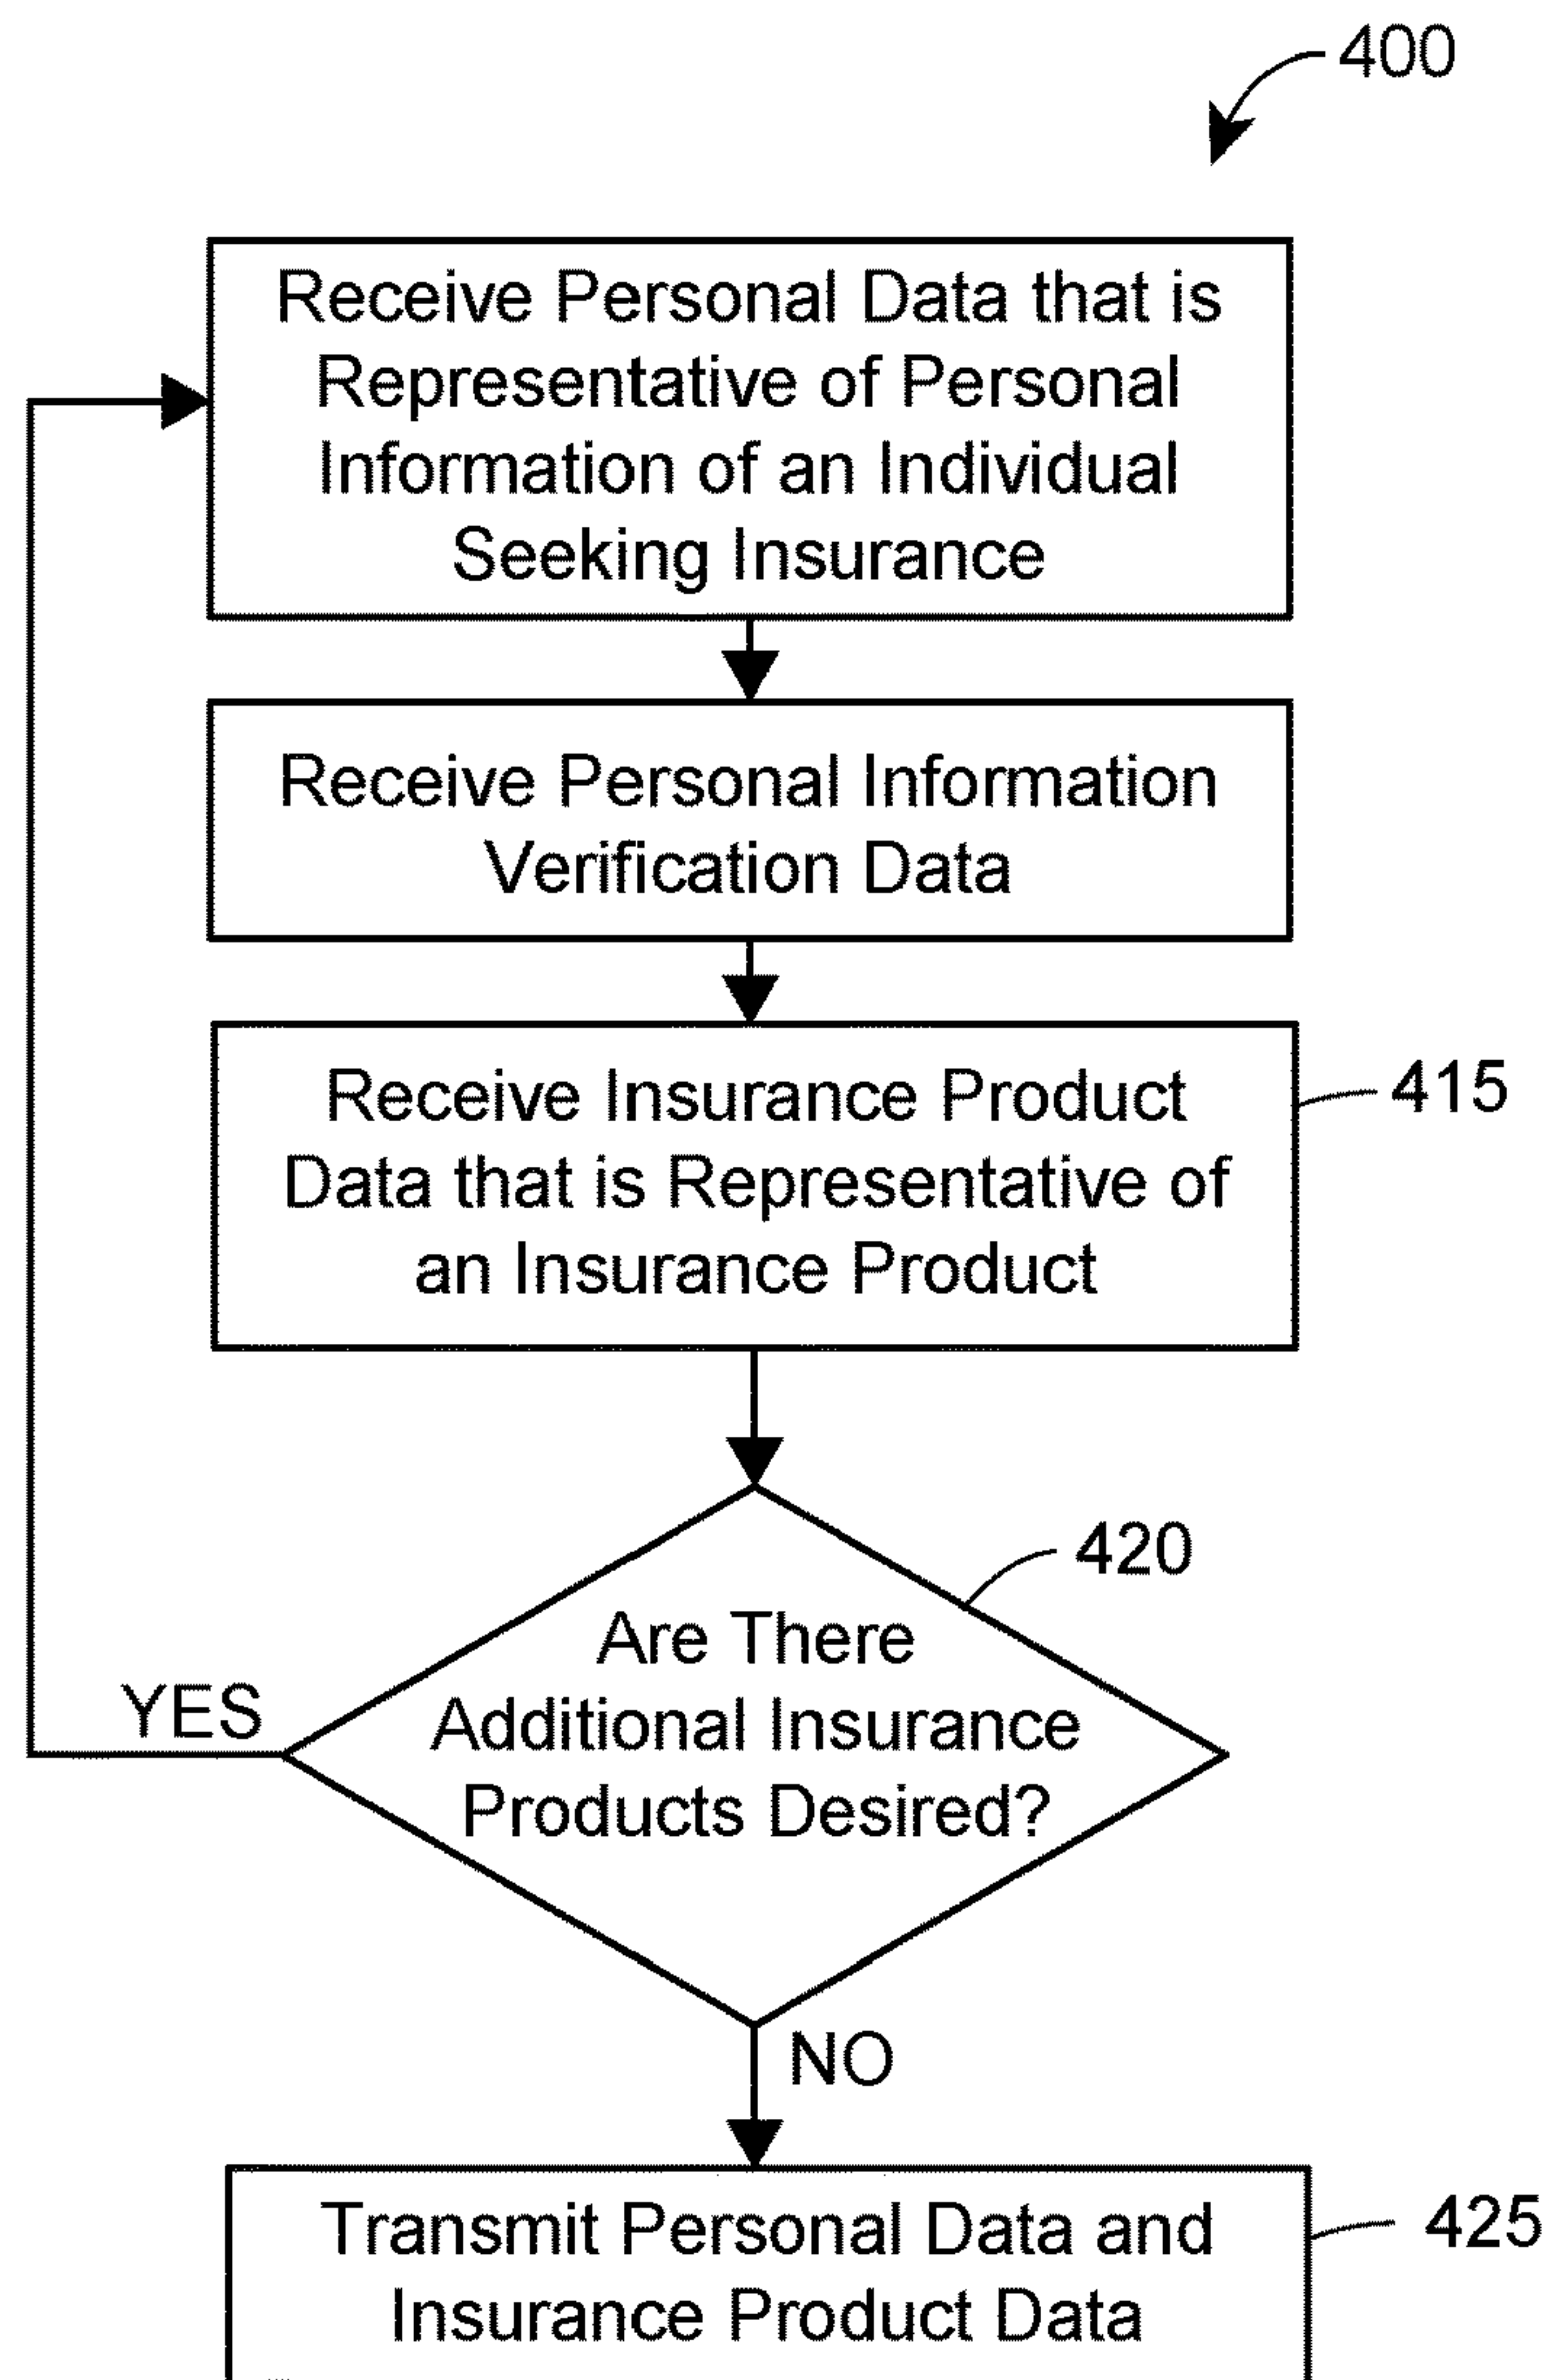 400
Receive Personal Data that is
Representative of Personal
Information of an Individual
Seeking Insurance
Receive Personal Information
Verification Data
Receive Insurance Product
Data that is Representative of
an Insurance Product
415
420
Are There
Additional Insurance
Products Desired?
YES
NO
Transmit Personal Data and
Insurance Product Data
425